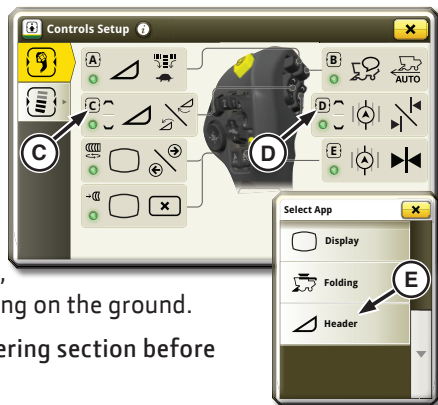 Controls Setup i
A
B
AUTO
C
D
E
C
D
Select App
Display
Folding
Header
E
,
ng on the ground.
ering section before